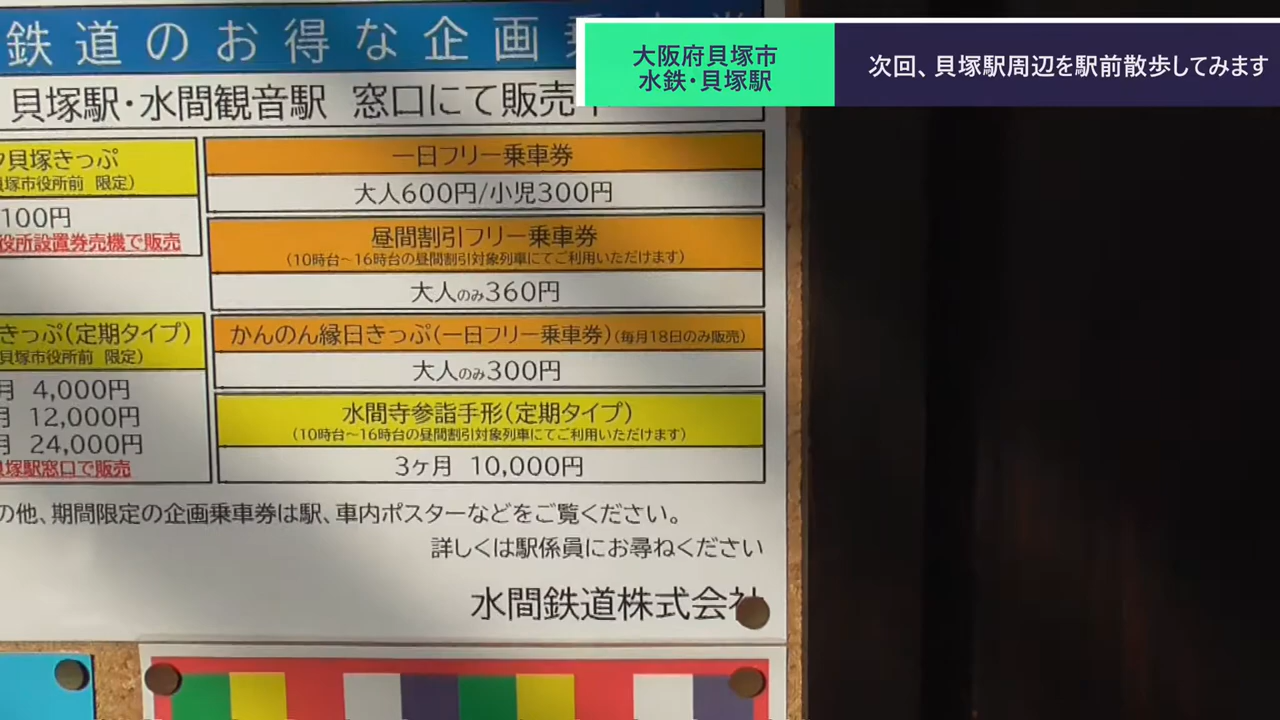 鉄道のお得な企画
大阪府貝塚市
水鉄・貝塚駅
次回、貝塚駅周辺を駅前散歩してみます
貝塚駅・水間観音駅 窓口にて販売
貝塚きっぷ
塚市役所前 限定)
100円
役所設置券売機で販売
一日フリー乗車券
大人600円/小児300円
昼間割引フリー乗車券
(10時台～16時台の昼間割引対象列車にてご利用いただけます)
大人のみ360円
きっぷ(定期タイプ)
貝塚市役所前 限定)
月 4,000円
月 12,000円
月 24,000円
塚駅窓口で販売
かんのん縁日きっぷ(一日フリー乗車券)(毎月18日のみ販売)
大人のみ300円
水間寺参詣手形(定期タイプ)
(10時台～16時台の昼間割引対象列車にてご利用いただけます)
3ヶ月 10,000円
の他、期間限定の企画乗車券は駅、車内ポスターなどをご覧ください。
詳しくは駅係員にお尋ねください
水間鉄道株式会社